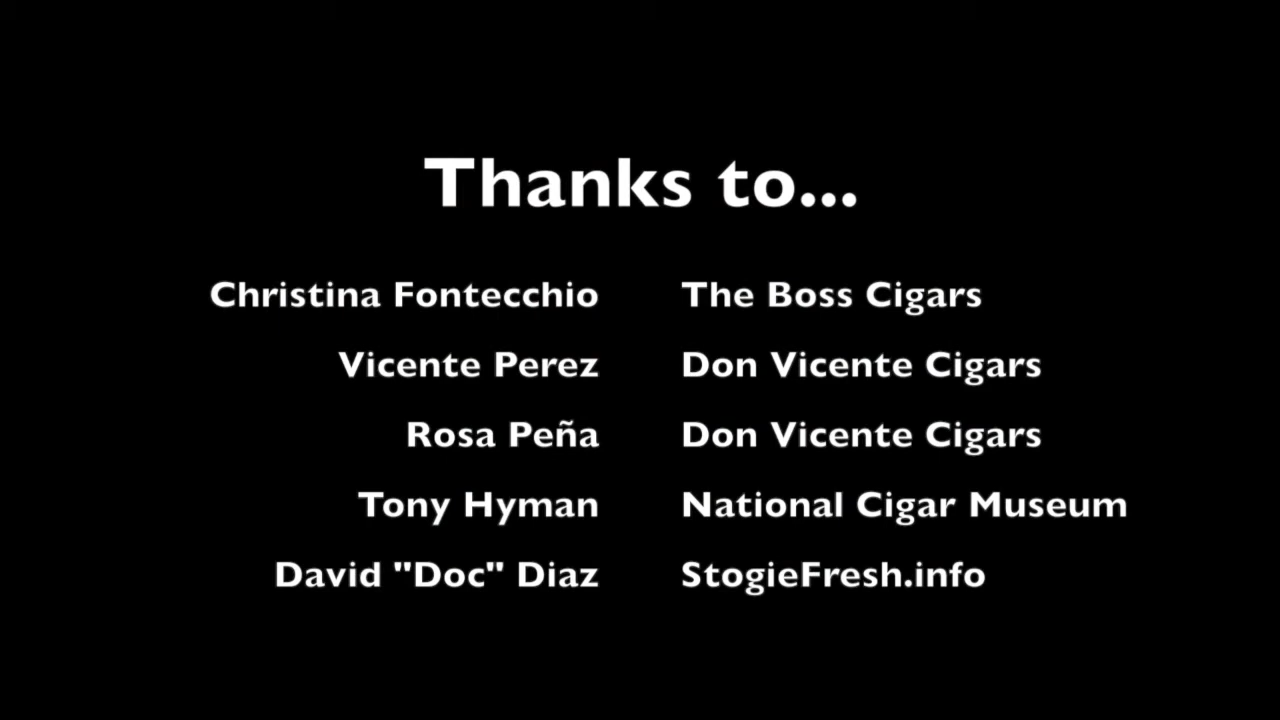 Thanks to...
Christina Fontecchio The Boss Cigars
Vicente Perez Don Vicente Cigars
Rosa Peña Don Vicente Cigars
Tony Hyman National Cigar Museum
David "Doc" Diaz StogieFresh.info